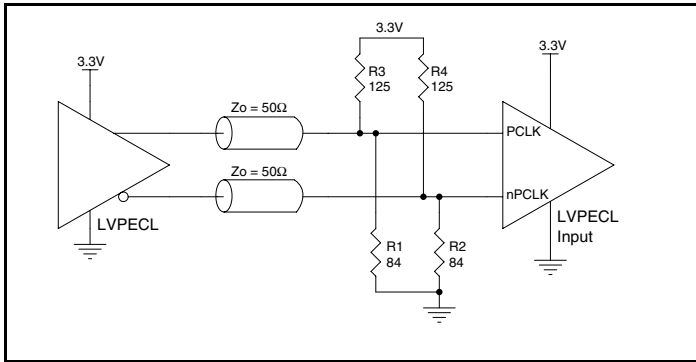 3.3V
3.3V
3.3V
R3
125
R4
125
Zo = 50Ω
PCLK
Zo = 50Ω
nPCLK
LVPECL
LVPECL
Input
R1
84
R2
84